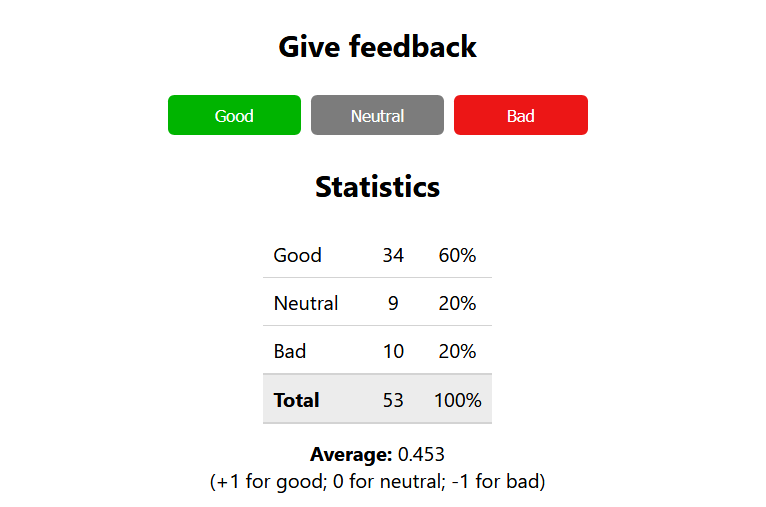 Give feedback
Good Neutral Bad
Statistics
Good 34 60%
Neutral 9 20%
Bad 10 20%
Total 53 100%
Average: 0.453
(+1 for good; 0 for neutral; -1 for bad)